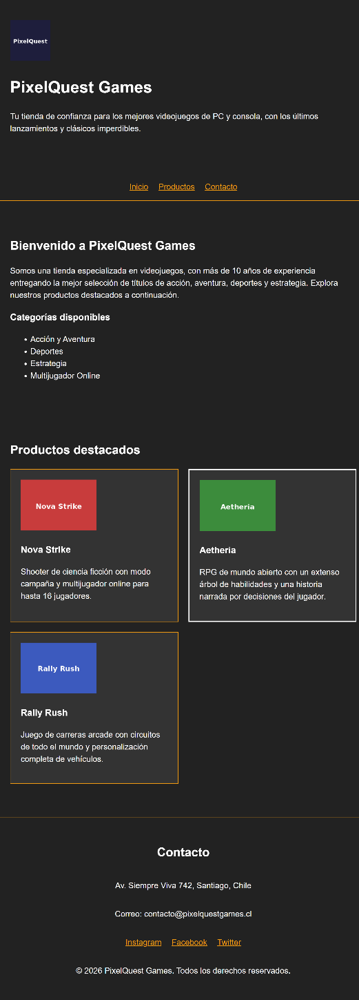 PixelQuest
PixelQuest Games
Tu tienda de confianza para los mejores videojuegos de PC y consola, con los últimos
lanzamientos y clásicos imperdibles.
Inicio Productos Contacto
Bienvenido a PixelQuest Games
Somos una tienda especializada en videojuegos, con más de 10 años de experiencia
entregando la mejor selección de títulos de acción, aventura, deportes y estrategia. Explora
nuestros productos destacados a continuación.
Categorías disponibles
• Acción y Aventura
• Deportes
• Estrategia
• Multijugador Online
Productos destacados
Nova Strike
Nova Strike
Shooter de ciencia ficción con modo
campaña y multijugador online para
hasta 16 jugadores.
Aetheria
Aetheria
RPG de mundo abierto con un extenso
árbol de habilidades y una historia
narrada por decisiones del jugador.
Rally Rush
Rally Rush
Juego de carreras arcade con circuitos
de todo el mundo y personalización
completa de vehículos.
Contacto
Av. Siempre Viva 742, Santiago, Chile
Correo: contacto@pixelquestgames.cl
Instagram Facebook Twitter
© 2026 PixelQuest Games. Todos los derechos reservados.